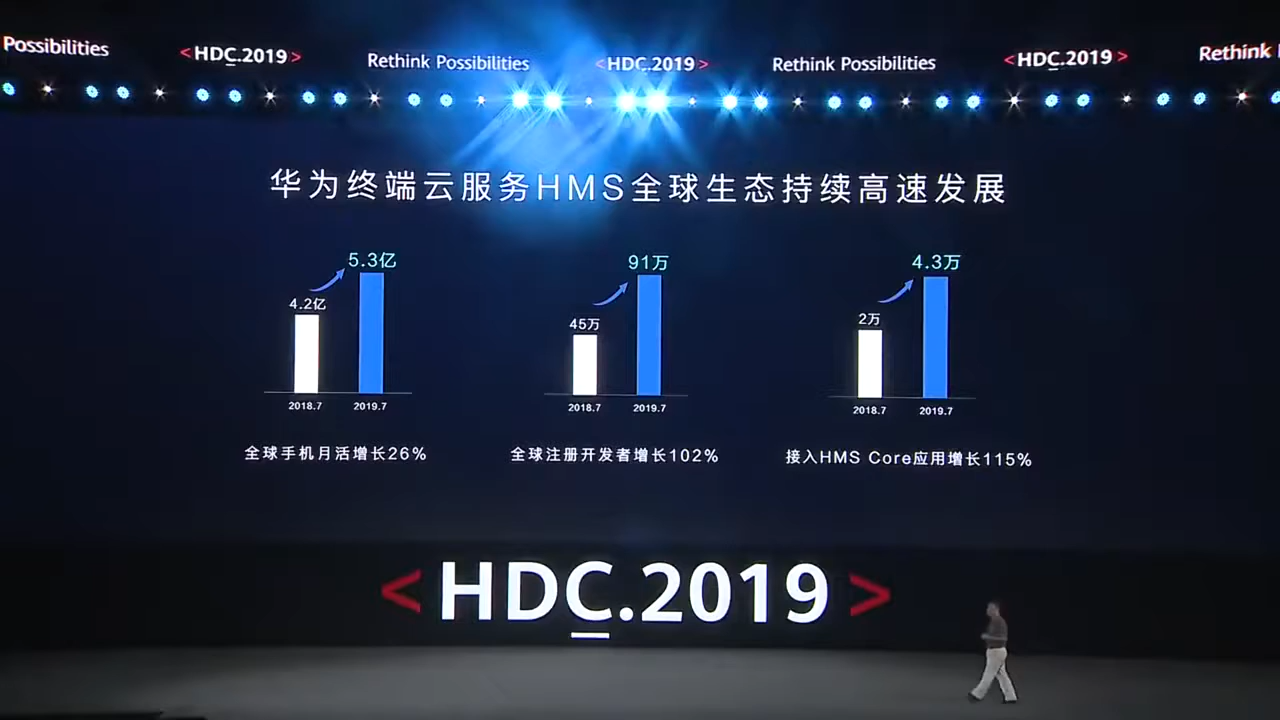 Possibilities <HDC.2019> Rethink Possibilities <HDC.2019> Rethink Possibilities <HDC.2019> Rethink
华为终端云服务HMS全球生态持续高速发展
4.2亿 5.3亿
2018.7 2019.7
全球手机月活增长26%
45万 91万
2018.7 2019.7
全球注册开发者增长102%
2万 4.3万
2018.7 2019.7
接入HMS Core应用增长115%
<HDC.2019>